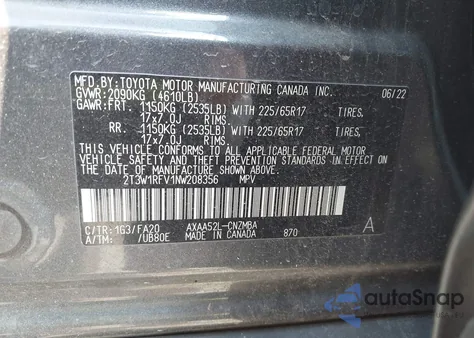 MFD. BY: TOYOTA MOTOR MANUFACTURING CANADA INC. 06/22
GVWR: 2090KG (4610LB)
GAWR: FRT. 1150KG (2535LB) WITH 225/65R17 TIRES,
17x7.0J RIMS,
RR. 1150KG (2535LB) WITH 225/65R17 TIRES,
17x7.0J RIMS,
THIS VEHICLE CONFORMS TO ALL APPLICABLE FEDERAL MOTOR
VEHICLE SAFETY AND THEFT PREVENTION STANDARDS IN EFFECT ON
THE DATE OF MANUFACTURE SHOWN ABOVE.
2T3W1RFV1NW208356 MPV
C/TR: 1G3/FA20 AXAA52L-CNZMBA A
A/TM: /UB80E MADE IN CANADA 870
autoSnap